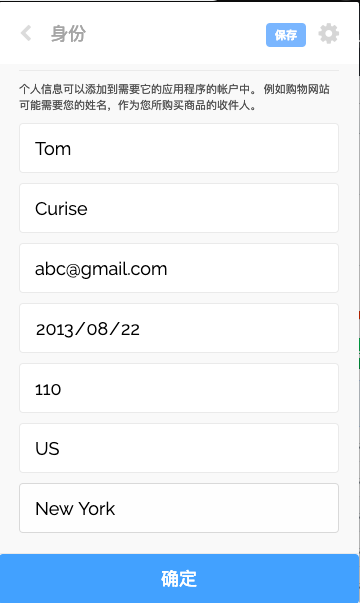 身份
保存
个人信息可以添加到需要它的应用程序的帐户中。 例如购物网站
可能需要您的姓名，作为您所购买商品的收件人。
Tom
Curise
abc@gmail.com
2013/08/22
110
US
New York
确定